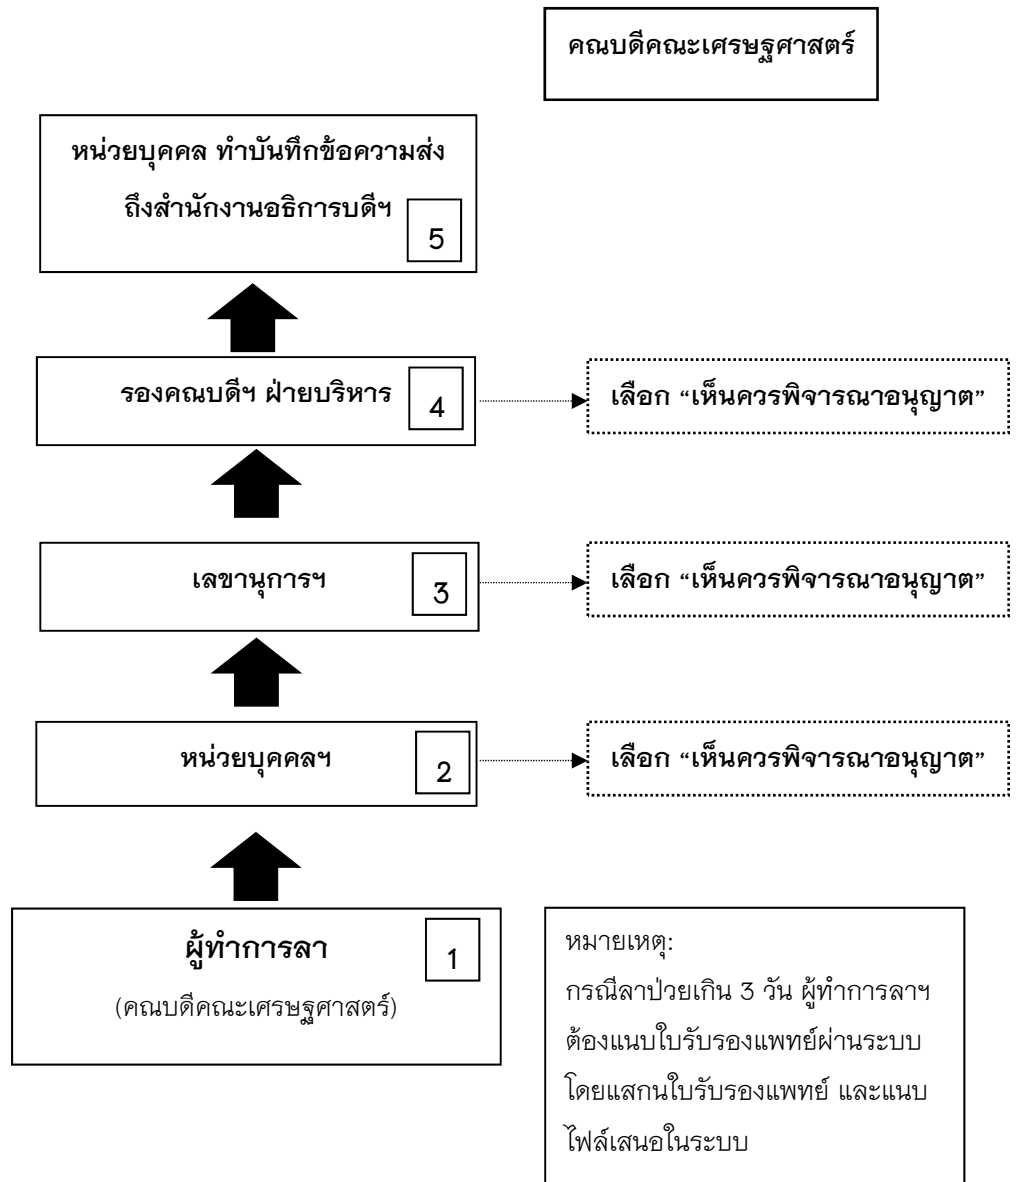 คณบดีคณะเศรษฐศาสตร์
หน่วยบุคคล ทำบันทึกข้อความส่ง
ถึงสำนักงานอธิการบดีฯ
5
รองคณบดีฯ ฝ่ายบริหาร
4
เลือก “เห็นควรพิจารณาอนุญาต”
เลขานุการฯ
3
เลือก “เห็นควรพิจารณาอนุญาต”
หน่วยบุคคลฯ
2
เลือก “เห็นควรพิจารณาอนุญาต”
ผู้ทำการลา
1
(คณบดีคณะเศรษฐศาสตร์)
หมายเหตุ:
กรณีลาป่วยเกิน 3 วัน ผู้ทำการลาฯ
ต้องแนบใบรับรองแพทย์ผ่านระบบ
โดยแสกนใบรับรองแพทย์ และแนบ
ไฟล์เสนอในระบบ